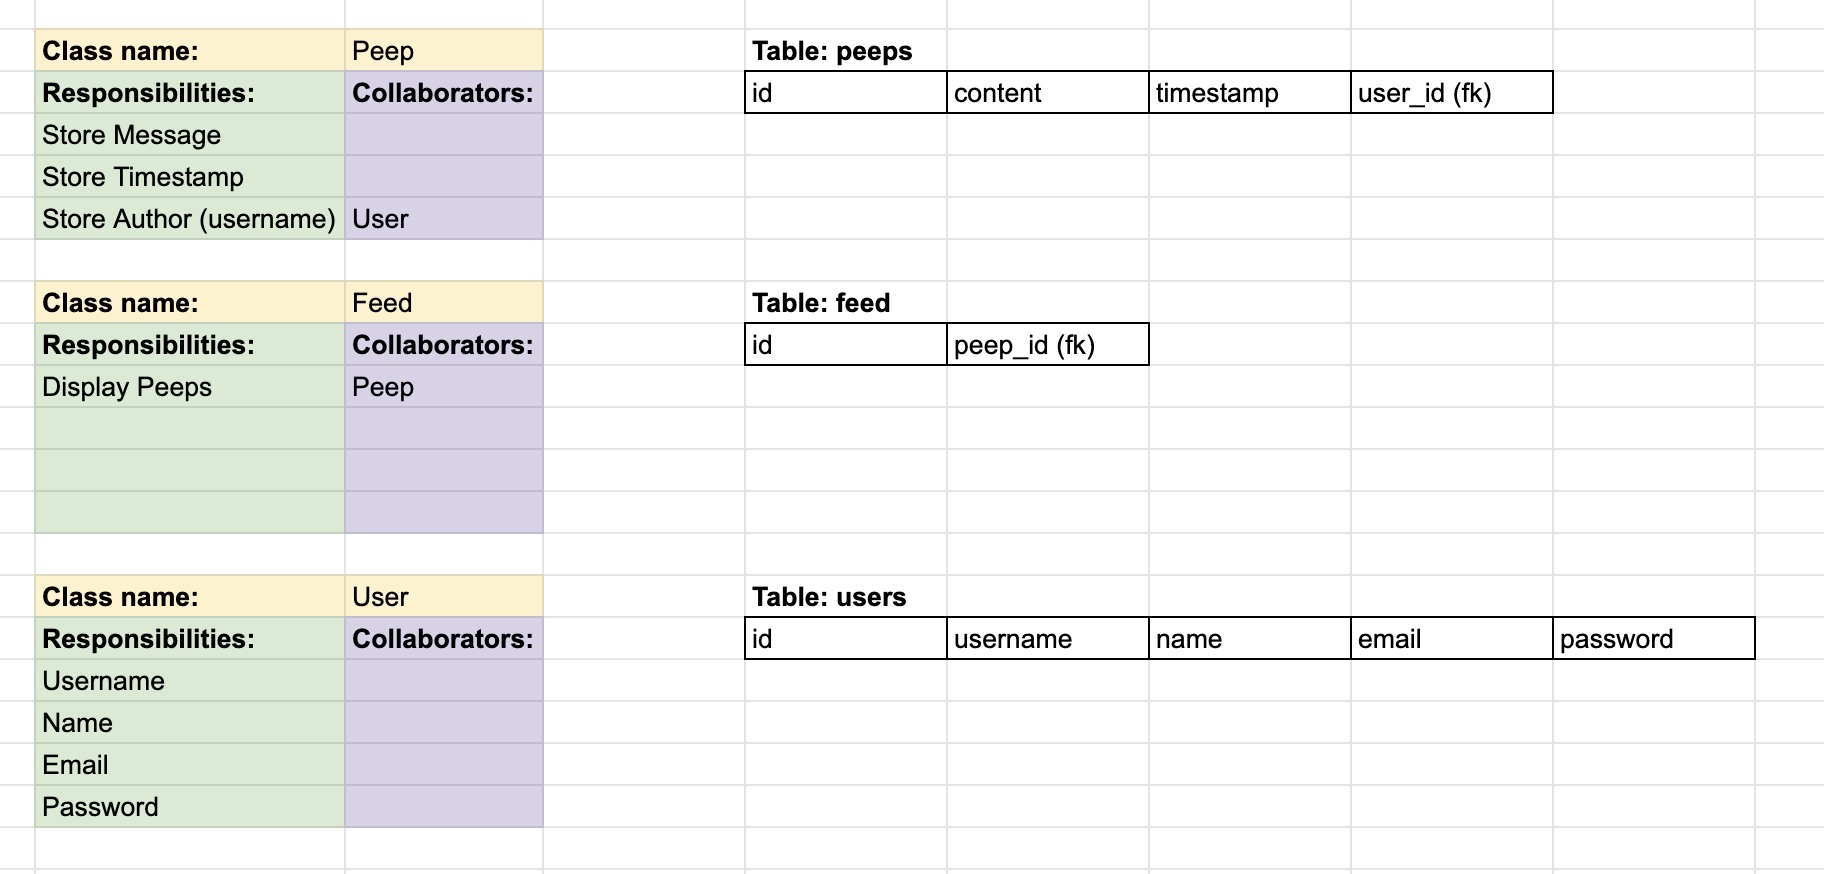 Class name: Peep
Responsibilities: Collaborators:
Store Message
Store Timestamp
Store Author (username) User
Table: peeps
id content timestamp user_id (fk)
Class name: Feed
Responsibilities: Collaborators:
Display Peeps Peep
Table: feed
id peep_id (fk)
Class name: User
Responsibilities: Collaborators:
Username
Name
Email
Password
Table: users
id username name email password